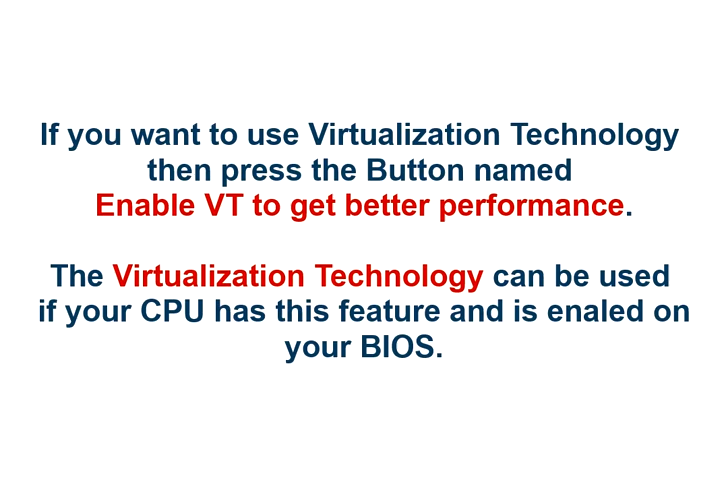 If you want to use Virtualization Technology
then press the Button named
Enable VT to get better performance.
The Virtualization Technology can be used
if your CPU has this feature and is enaled on
your BIOS.